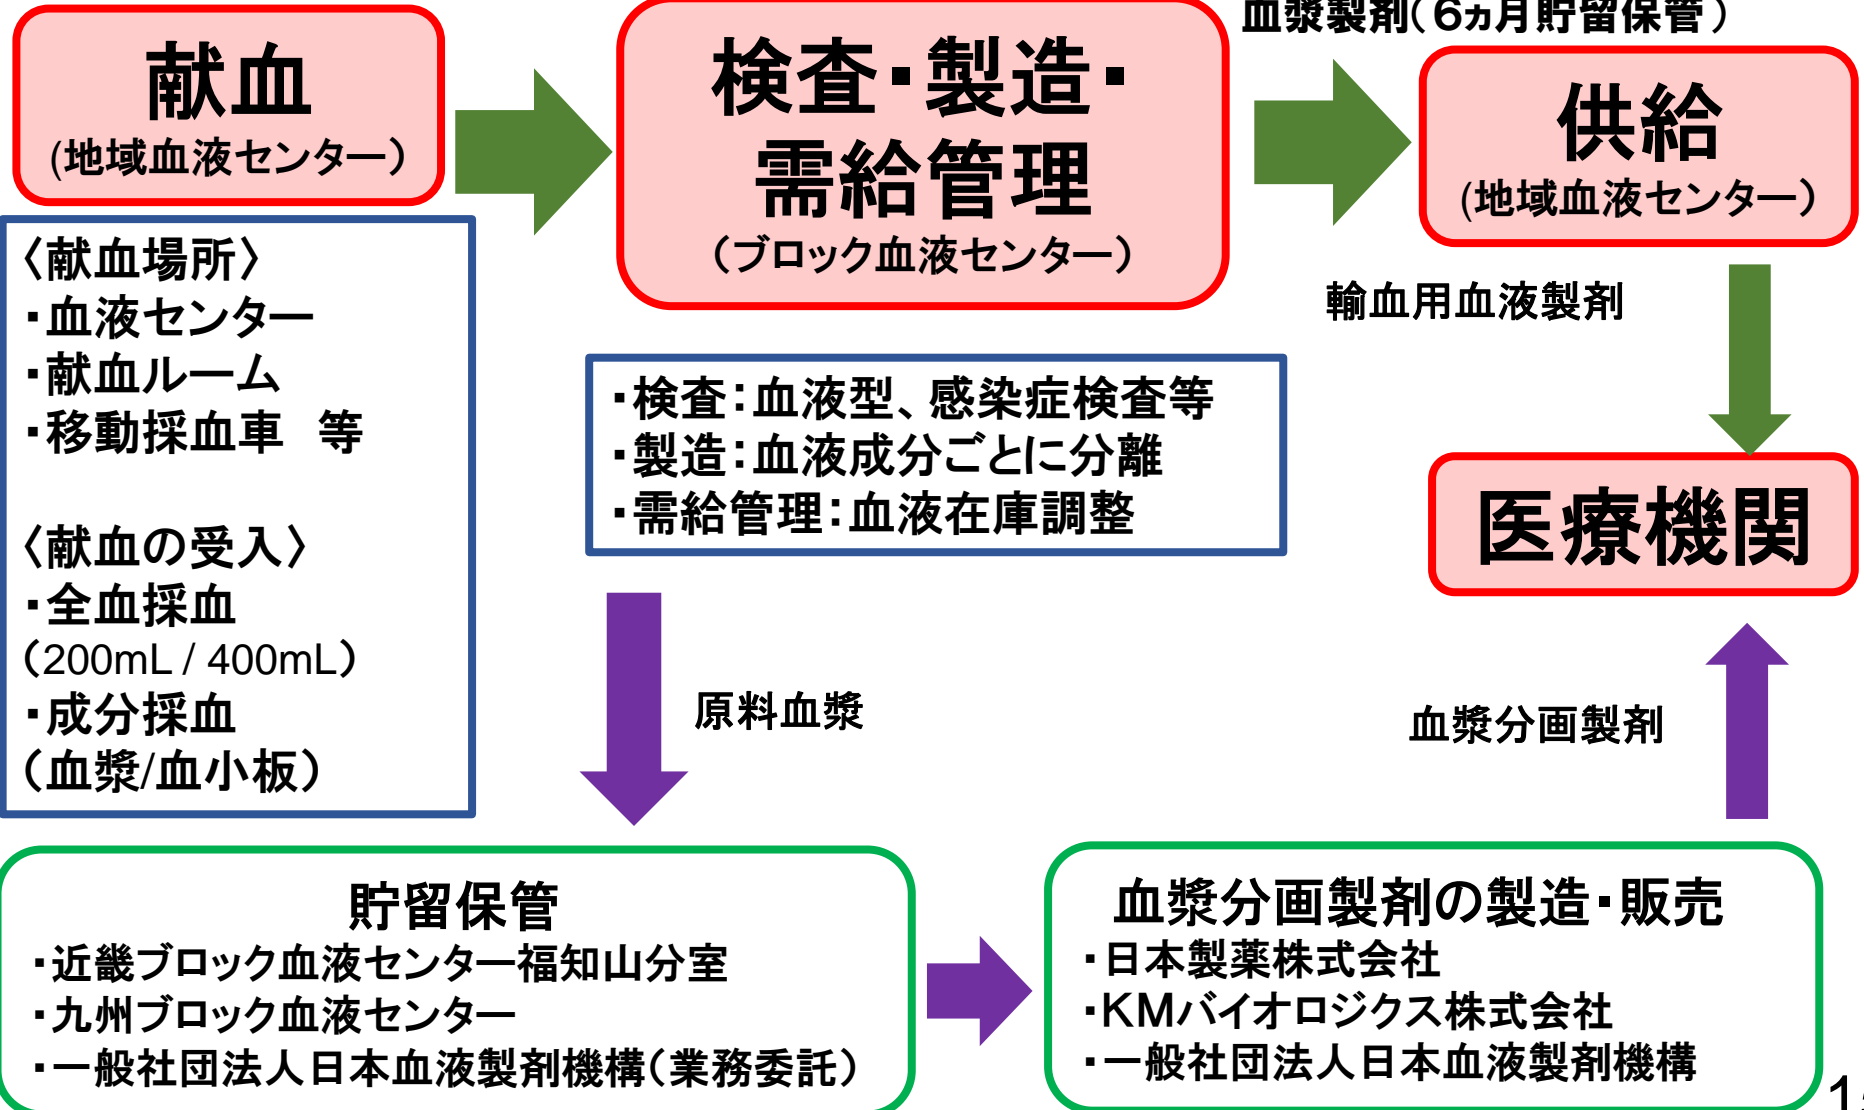 血漿製剤（6ヵ月貯留保管）
献血
(地域血液センター）
検査・製造・
需給管理
（ブロック血液センター）
供給
(地域血液センター）
〈献血場所〉
・血液センター
・献血ルーム
・移動採血車　等
〈献血の受入〉
・全血採血
（200mL / 400mL）
・成分採血
（血漿/血小板）
・検査：血液型、感染症検査等
・製造：血液成分ごとに分離
・需給管理：血液在庫調整
輸血用血液製剤
医療機関
原料血漿
血漿分画製剤
貯留保管
・近畿ブロック血液センター福知山分室
・九州ブロック血液センター
・一般社団法人日本血液製剤機構（業務委託）
血漿分画製剤の製造・販売
・日本製薬株式会社
・KMバイオロジクス株式会社
・一般社団法人日本血液製剤機構